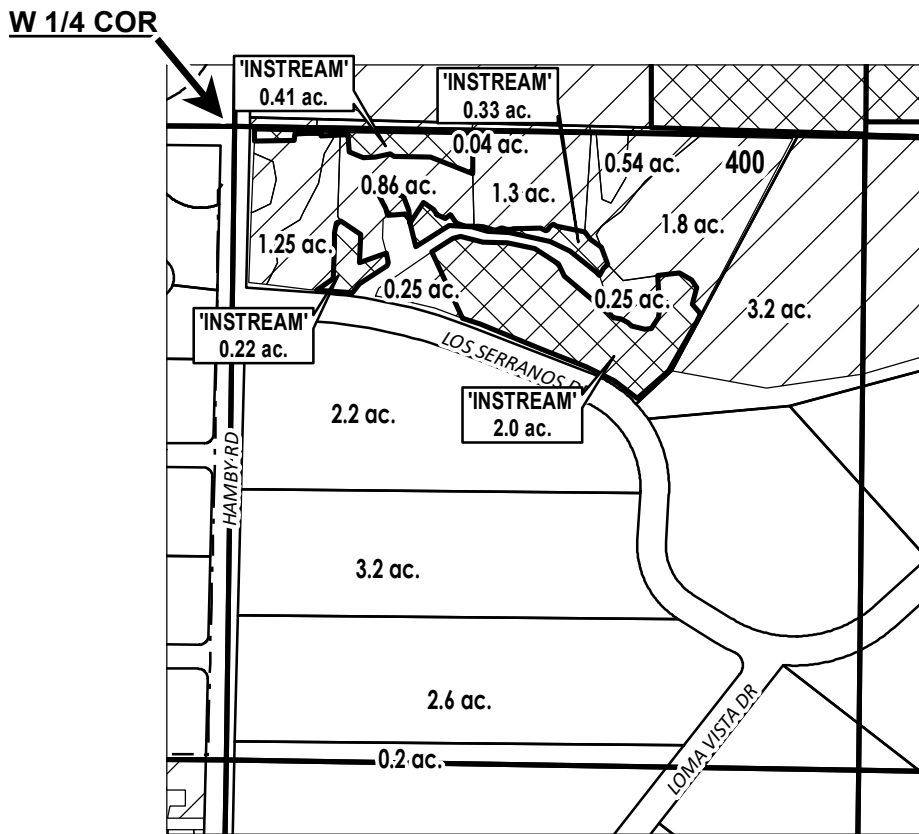 W 1/4 COR
'INSTREAM'
0.41 ac.
'INSTREAM'
0.33 ac.
0.04 ac.
0.54 ac.
400
0.86 ac.
1.3 ac.
1.8 ac.
1.25 ac.
0.25 ac.
0.25 ac.
3.2 ac.
'INSTREAM'
0.22 ac.
LOS SERRANOS D
'INSTREAM'
2.0 ac.
2.2 ac.
HAMBY RD
3.2 ac.
2.6 ac.
LOMA VISTA DR
0.2 ac.